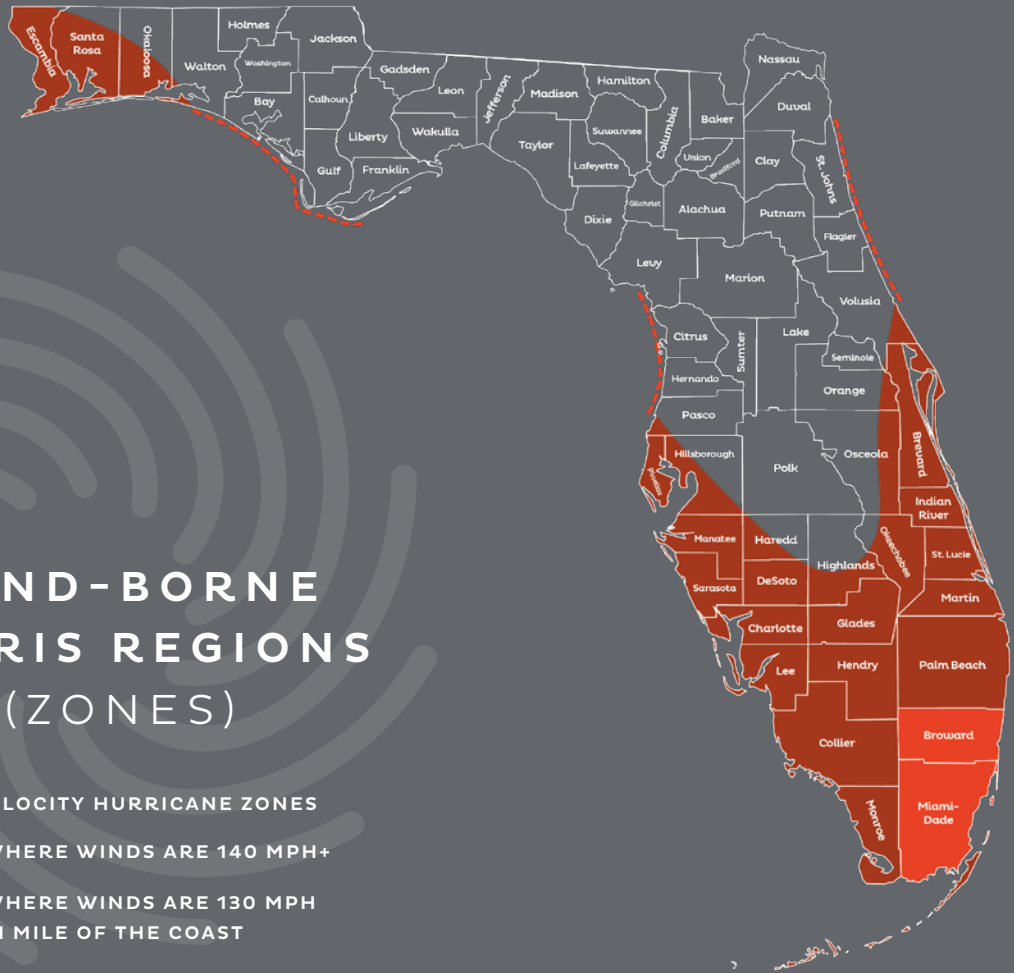 Escambia
Santa
Rosa
Okaloosa
Walton
Holmes
Washington
Jackson
Bay
Calhoun
Gulf
Liberty
Gadsden
Leon
Wakulla
Franklin
Jefferson
Madison
Taylor
Hamilton
Suwannee
Lafayette
Columbia
Baker
Union
Bradford
Nassau
Duval
Clay
St. Johns
Dixie
Gilchrist
Alachua
Putnam
Flagler
Levy
Marion
Volusia
Citrus
Sumter
Lake
Seminole
Hernando
Orange
Pasco
Hillsborough
Pinellas
Polk
Osceola
Brevard
Indian
River
Manatee
Haredd
Highlands
Okeechobee
St. Lucie
Sarasota
DeSoto
Martin
Charlotte
Glades
Lee
Hendry
Palm Beach
Collier
Broward
Monroe
Miami-
Dade
ND-BORNE
RIS REGIONS
(ZONES)
LOCITY HURRICANE ZONES
WHERE WINDS ARE 140 MPH+
WHERE WINDS ARE 130 MPH
1 MILE OF THE COAST